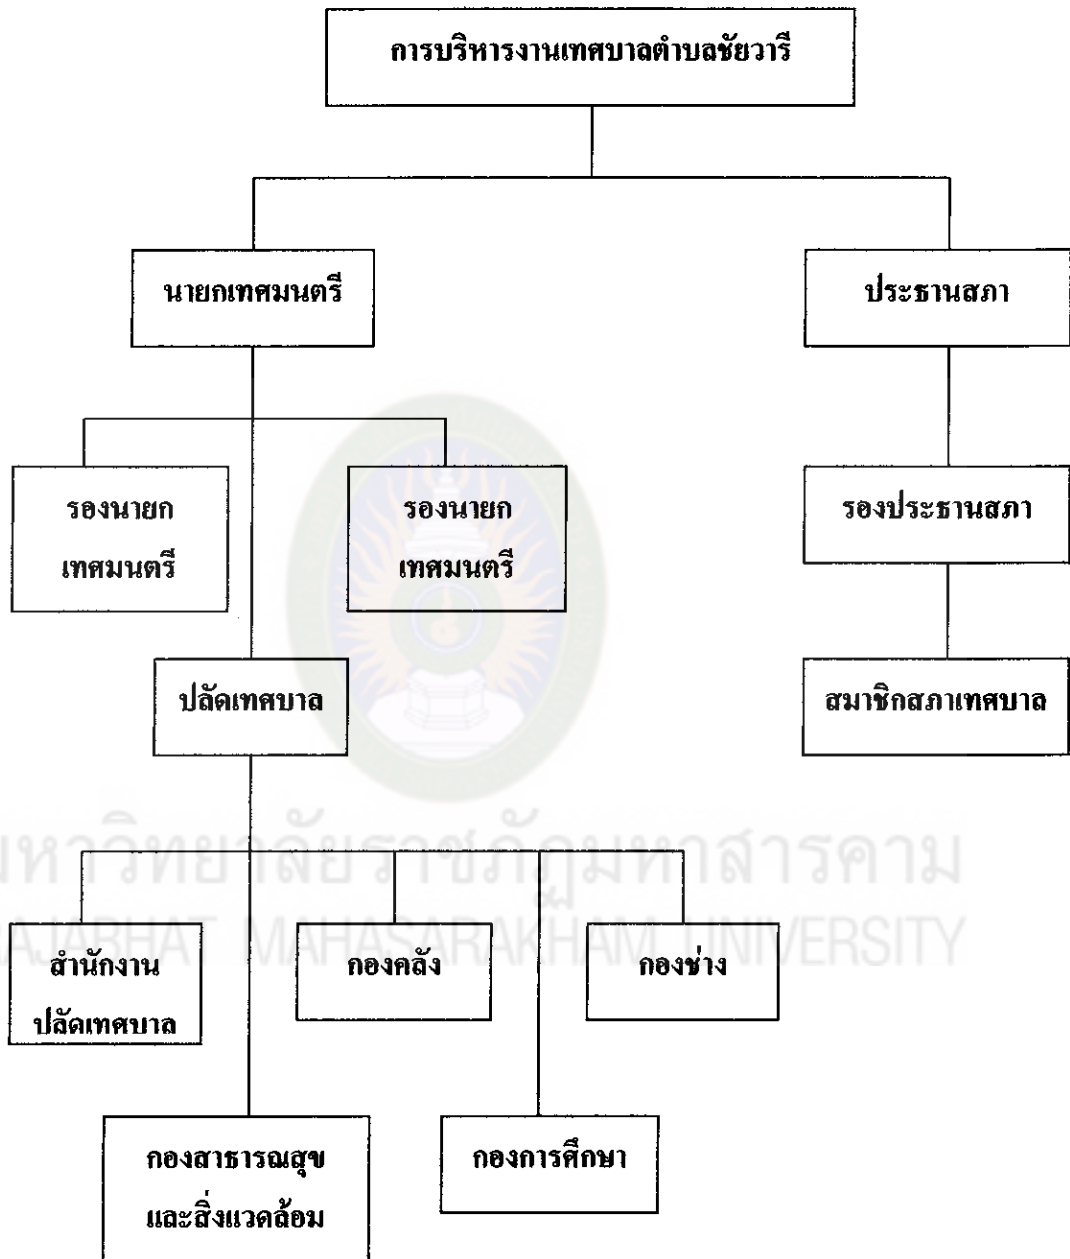 การบริหารงานเทศบาลตำบลชัยวารี
นายกเทศมนตรี
ประธานสภา
รองนายก
เทศมนตรี
รองนายก
เทศมนตรี
รองประธานสภา
ปลัดเทศบาล
สมาชิกสภาเทศบาล
มหาวิทยาลัยราชภัฏมหาสารคาม
RAJABHAT MAHASARAKHAM UNIVERSITY
สำนักงาน
ปลัดเทศบาล
กองคลัง
กองช่าง
กองสาธารณสุข
และสิ่งแวดล้อม
กองการศึกษา